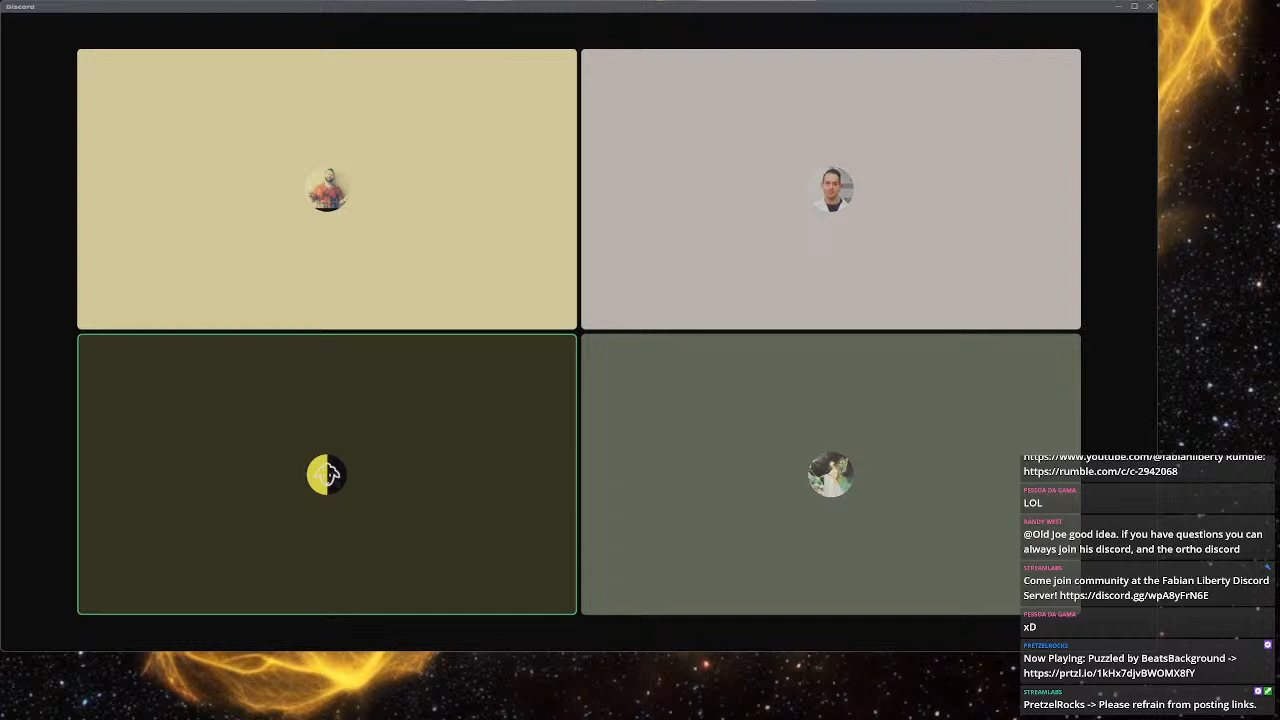 Discord
https://www.youtube.com/@fabianliberty Rumble:
https://rumble.com/c/c-2942068
PESSOA DA GAMA
LOL
RANDY WEST
@Old Joe good idea. if you have questions you can
always join his discord, and the ortho discord
STREAMLABS
Come join community at the Fabian Liberty Discord
Server! https://discord.gg/wpA8yFrN6E
PESSOA DA GAMA
xD
PRETZELROCKS
Now Playing: Puzzled by BeatsBackground ->
https://prtzl.io/1kHx7djvBWOMX8fY
STREAMLABS
PretzelRocks -> Please refrain from posting links.